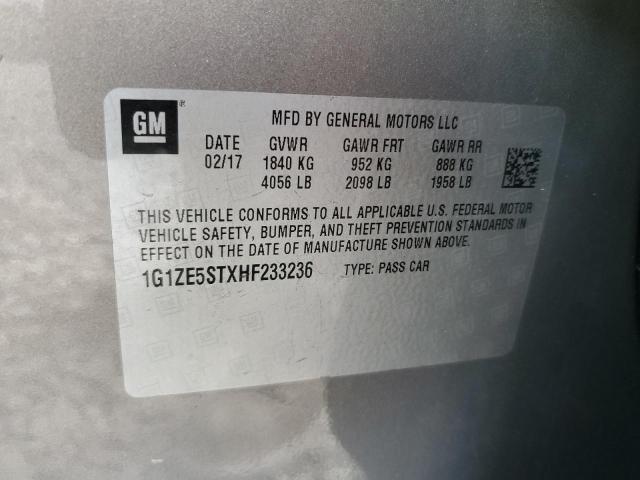 GM ®
MFD BY GENERAL MOTORS LLC
DATE GVWR GAWR FRT GAWR RR
02/17 1840 KG 952 KG 888 KG
4056 LB 2098 LB 1958 LB
THIS VEHICLE CONFORMS TO ALL APPLICABLE U.S. FEDERAL MOTOR
VEHICLE SAFETY, BUMPER, AND THEFT PREVENTION STANDARDS IN
EFFECT ON THE DATE OF MANUFACTURE SHOWN ABOVE.
1G1ZE5STXHF233236 TYPE: PASS CAR